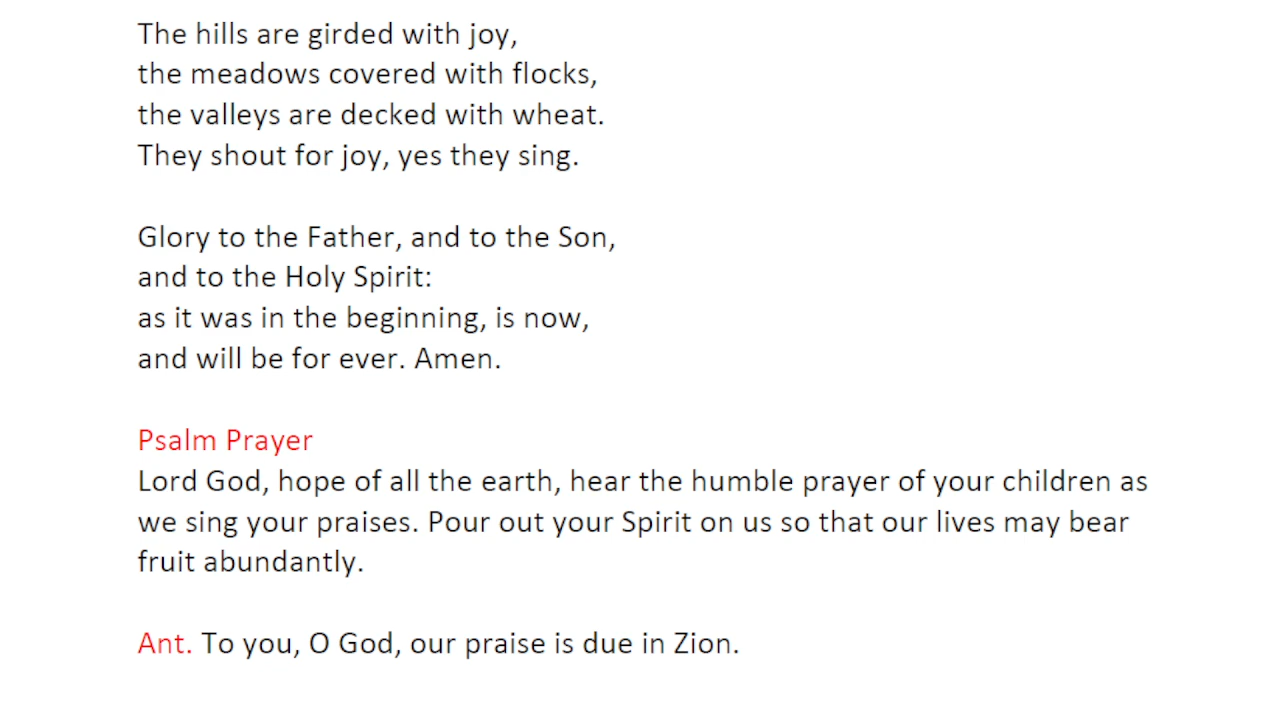 The hills are girded with joy,
the meadows covered with flocks,
the valleys are decked with wheat.
They shout for joy, yes they sing.
Glory to the Father, and to the Son,
and to the Holy Spirit:
as it was in the beginning, is now,
and will be for ever. Amen.
Psalm Prayer
Lord God, hope of all the earth, hear the humble prayer of your children as
we sing your praises. Pour out your Spirit on us so that our lives may bear
fruit abundantly.
Ant. To you, O God, our praise is due in Zion.